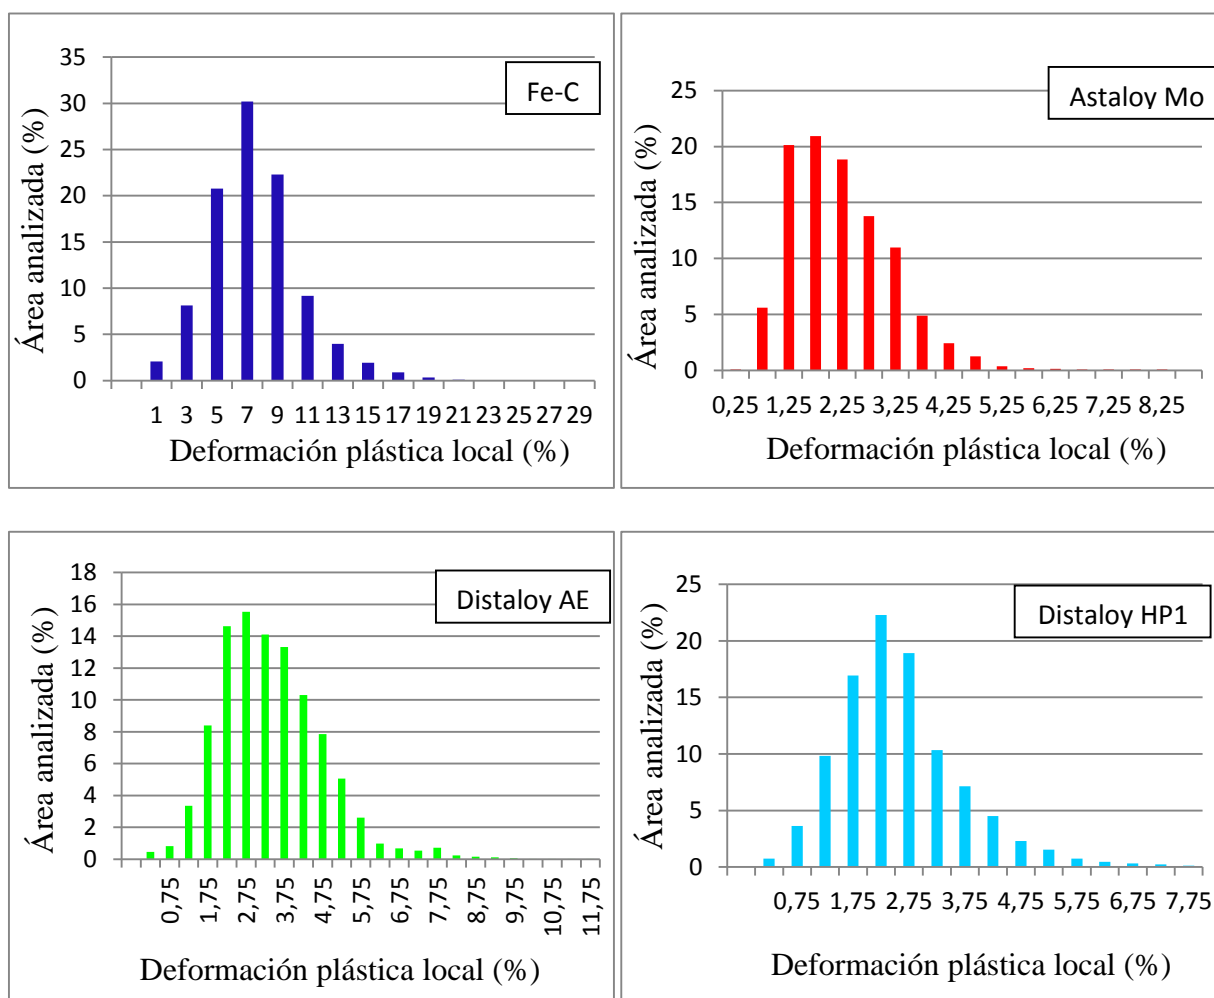 Fe-C
Área analizada (%)
35
30
25
20
15
10
5
0
1 3 5 7 9 11 13 15 17 19 21 23 25 27 29
Deformación plástica local (%)
Astaloy Mo
Área analizada (%)
25
20
15
10
5
0
0,25 1,25 2,25 3,25 4,25 5,25 6,25 7,25 8,25
Deformación plástica local (%)
Distaloy AE
Área analizada (%)
18
16
14
12
10
8
6
4
2
0
0,75 1,75 2,75 3,75 4,75 5,75 6,75 7,75 8,75 9,75 10,75 11,75
Deformación plástica local (%)
Distaloy HP1
Área analizada (%)
25
20
15
10
5
0
0,75 1,75 2,75 3,75 4,75 5,75 6,75 7,75
Deformación plástica local (%)